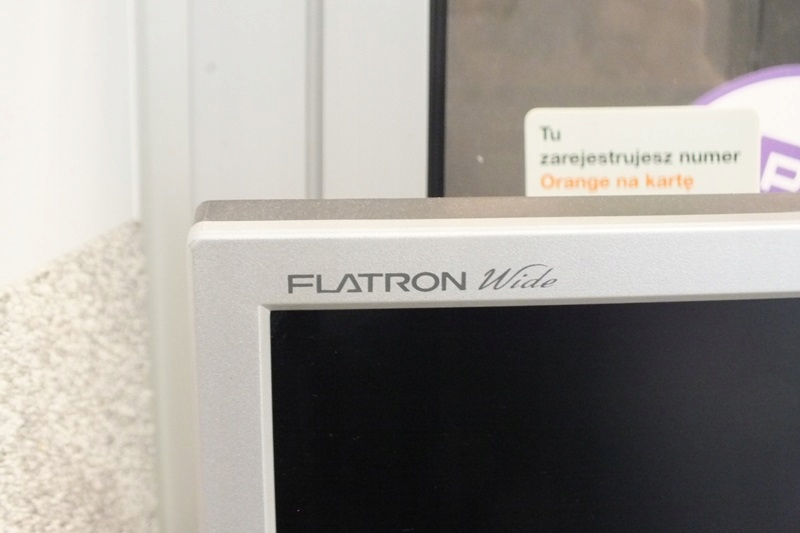 Tu
zarejestrujesz numer
Orange na kartę
FLATRON Wide